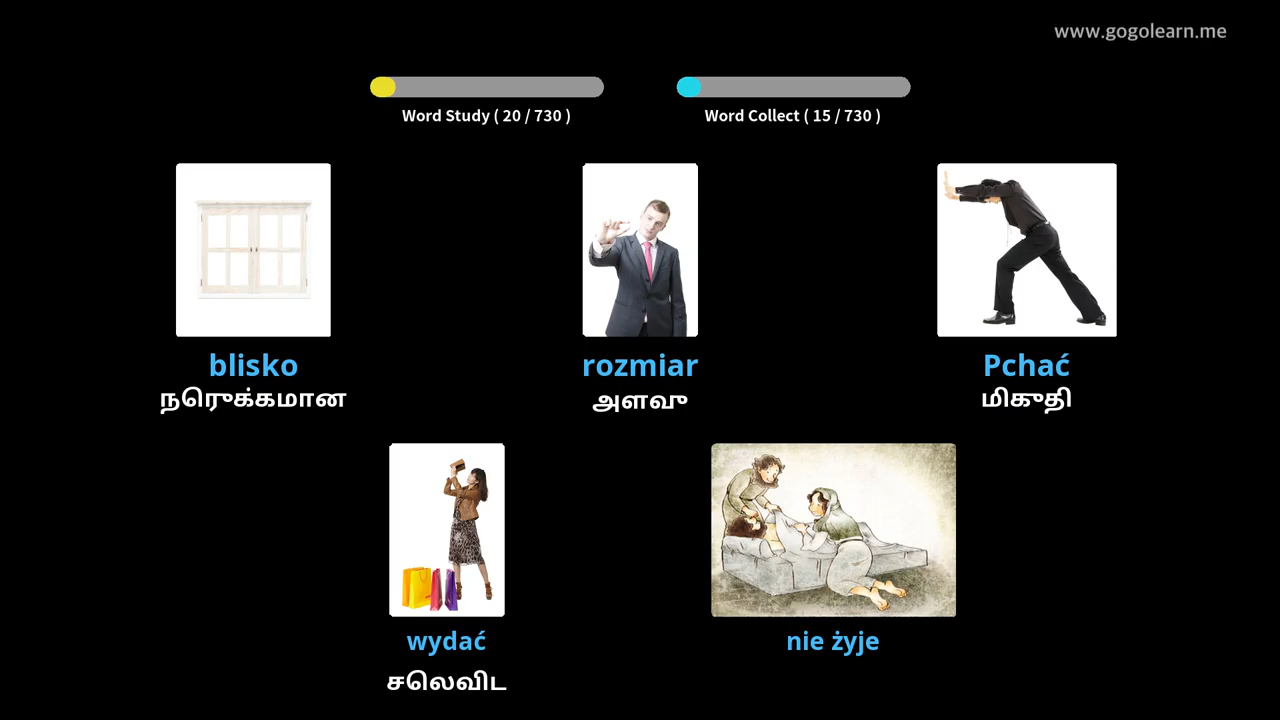 www.gogolearn.me
Word Study ( 20 / 730 )
Word Collect ( 15 / 730 )
blisko
நெருக்கமான
rozmiar
அளவு
Pchać
மிகுதி
wydać
செலவிட
nie żyje